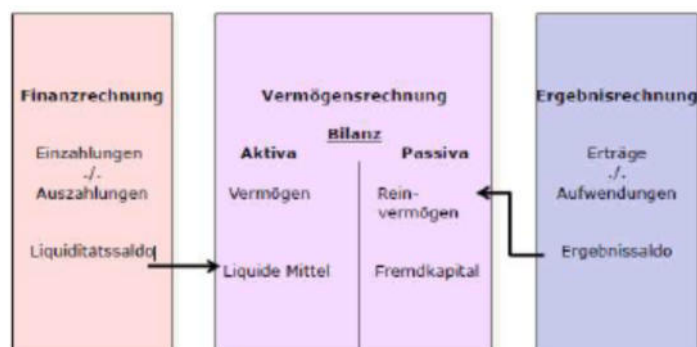 Finanzrechnung
Einzahlungen
./.
Auszahlungen
Liquiditätssaldo
Vermögensrechnung
Bilanz
Aktiva
Vermögen
Liquide Mittel
Passiva
Rein-
vermögen
Fremdkapital
Ergebnisrechnung
Erträge
./.
Aufwendungen
Ergebnissaldo